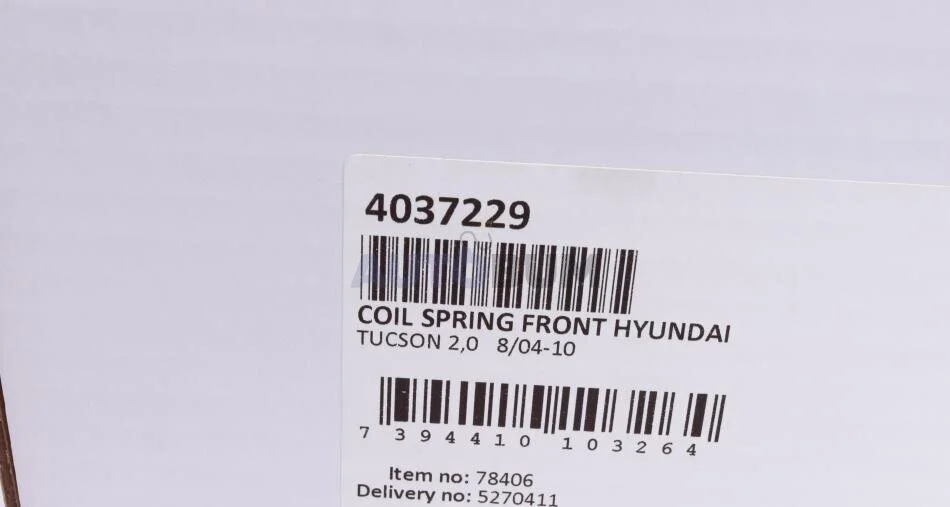 4037229
AUTODUM
COIL SPRING FRONT HYUNDAI
TUCSON 2,0 8/04-10
7 394410 103264
Item no: 78406
Delivery no: 5270411